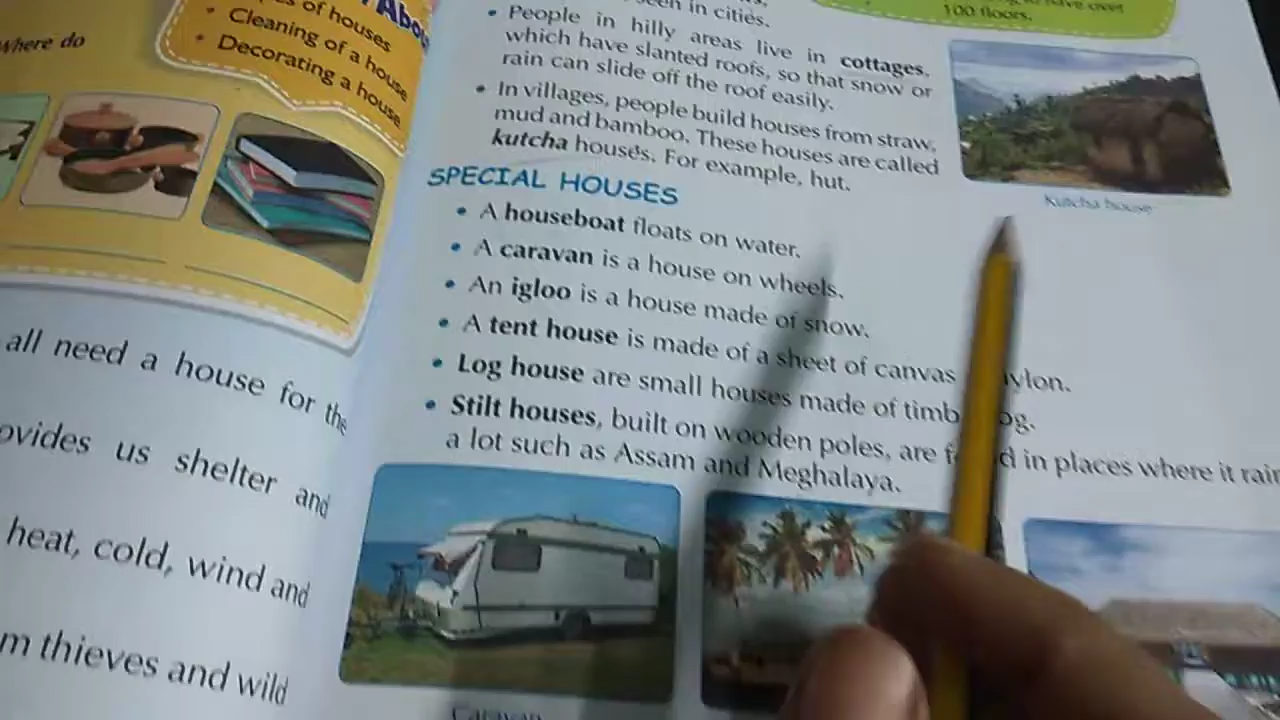 of houses
Cleaning of a house
Decorating a house
where do
all need a house for the
us shelter and
heat, cold, wind and
thieves and wild
in cities.
100 floors.
People in hilly areas live in cottages,
which have slanted roofs, so that snow or
rain can slide off the roof easily.
In villages, people build houses from straw,
mud and bamboo. These houses are called
kutcha houses. For example, hut.
Kutcha house
SPECIAL HOUSES
A houseboat floats on water.
A caravan is a house on wheels.
An igloo is a house made of snow.
A tent house is made of a sheet of canvas
Log house are small houses made of
Stilt houses, built on wooden poles, are in places where it
a lot such as Assam and Meghalaya.
Caravan